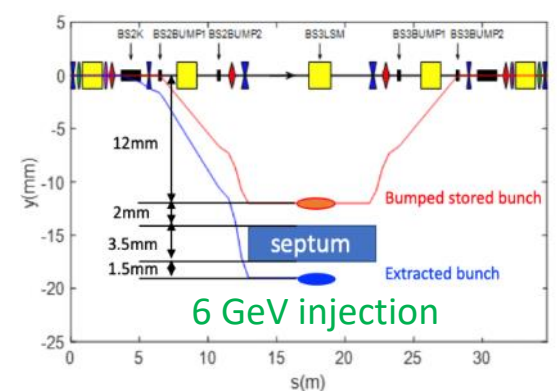 BS2K BS2BUMP1 BS2BUMP2 BS3LSM BS3BUMP1 BS3BUMP2
5
0
-5
-10
-15
-20
-25
y(mm)
12mm
2mm
3.5mm
1.5mm
Bumped stored bunch
septum
Extracted bunch
6 GeV injection
0 5 10 15 20 25 30
s(m)